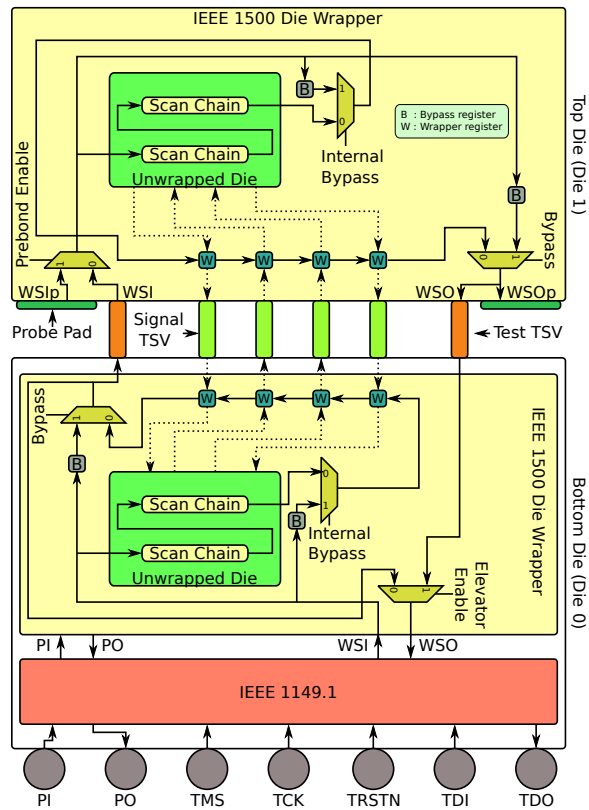 IEEE 1500 Die Wrapper
B
1
0
Scan Chain
Scan Chain
Unwrapped Die
B : Bypass register
W : Wrapper register
Internal
Bypass
Top Die (Die 1)
Prebond Enable
B
Bypass
W
W
W
W
1
0
0
1
WSIp
WSI
WSO
WSOp
Probe Pad
Signal
TSV
Test TSV
Bypass
1
0
W
W
W
W
B
IEEE 1500 Die Wrapper
Bottom Die (Die 0)
Scan Chain
Scan Chain
Unwrapped Die
0
1
B
Internal
Bypass
0
1
Elevator
Enable
PI
PO
WSI
WSO
IEEE 1149.1
PI
PO
TMS
TCK
TRSTN
TDI
TDO